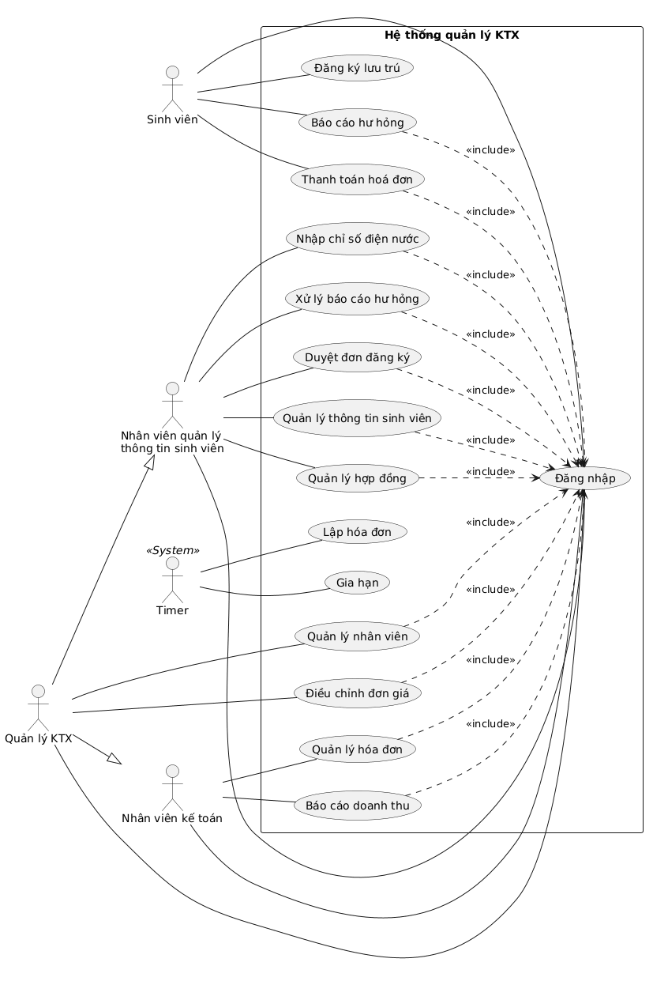 Hệ thống quản lý KTX
Đăng ký lưu trú
Sinh viên
Báo cáo hư hỏng
«include»
Thanh toán hoá đơn
«include»
Nhập chỉ số điện nước
«include»
Xử lý báo cáo hư hỏng
«include»
Duyệt đơn đăng ký
«include»
Quản lý thông tin sinh viên
Nhân viên quản lý
thông tin sinh viên
«include»
Quản lý hợp đồng
«include»
Đăng nhập
Lập hóa đơn
«include»
«System»
Timer
Gia hạn
«include»
Quản lý nhân viên
«include»
Điều chỉnh đơn giá
«include»
Quản lý KTX
Quản lý hóa đơn
Báo cáo doanh thu
Nhân viên kế toán